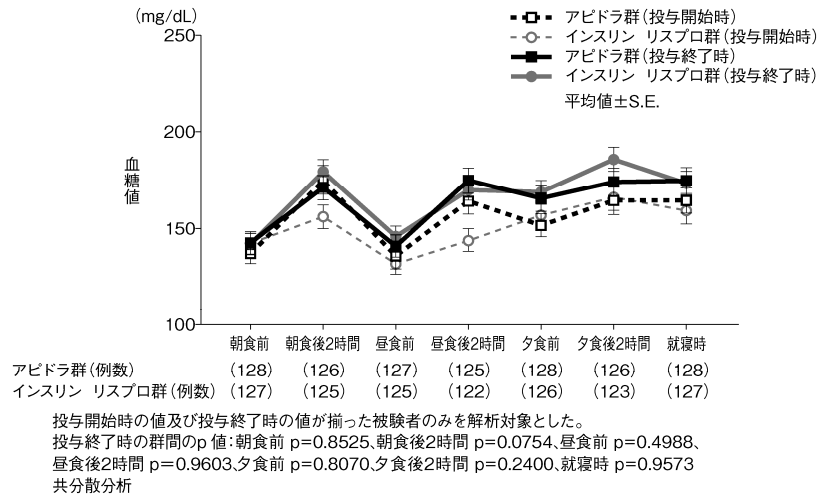 (mg/dL)
250
200
150
100
血糖値
アピドラ群(投与開始時)
インスリン リスプロ群(投与開始時)
アピドラ群(投与終了時)
インスリン リスプロ群(投与終了時)
平均値±S.E.
朝食前 朝食後2時間 昼食前 昼食後2時間 夕食前 夕食後2時間 就寝時
アピドラ群(例数) (128) (126) (127) (125) (128) (126) (128)
インスリン リスプロ群(例数) (127) (125) (125) (122) (126) (123) (127)
投与開始時の値及び投与終了時の値が揃った被験者のみを解析対象とした。
投与終了時の群間のp 値:朝食前 p=0.8525、朝食後2時間 p=0.0754、昼食前 p=0.4988、
昼食後2時間 p=0.9603、夕食前 p=0.8070、夕食後2時間 p=0.2400、就寝時 p=0.9573
共分散分析